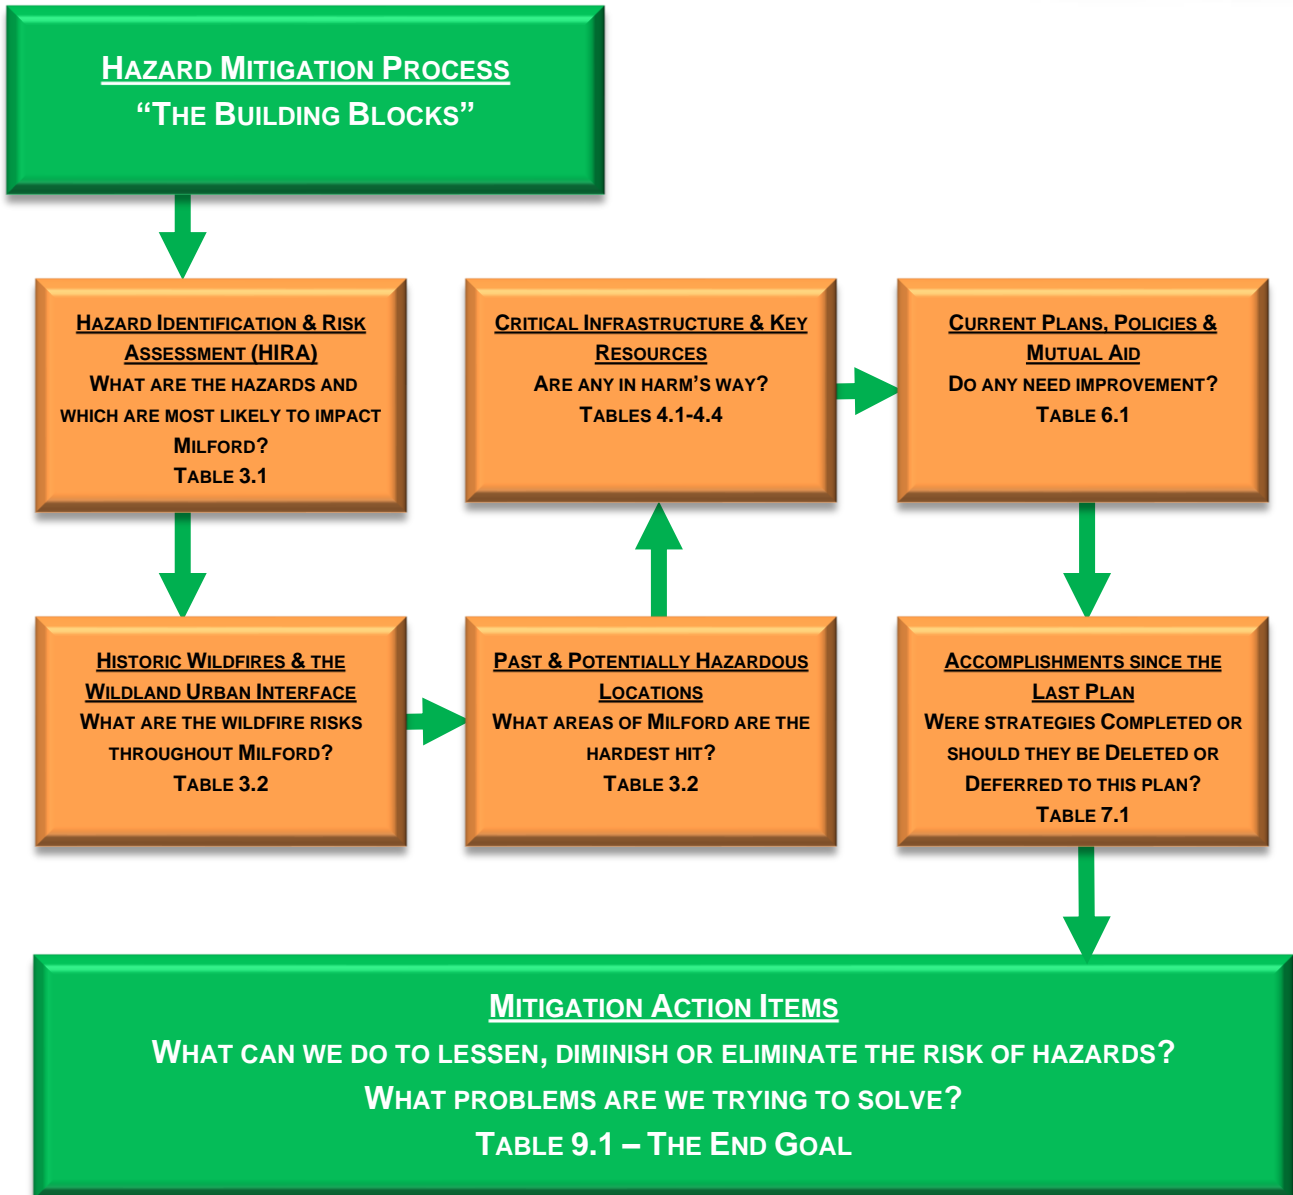 HAZARD MITIGATION PROCESS
“THE BUILDING BLOCKS”
HAZARD IDENTIFICATION & RISK
ASSESSMENT (HIRA)
WHAT ARE THE HAZARDS AND
WHICH ARE MOST LIKELY TO IMPACT
MILFORD?
TABLE 3.1
HISTORIC WILDFIRES & THE
WILDLAND URBAN INTERFACE
WHAT ARE THE WILDFIRE RISKS
THROUGHOUT MILFORD?
TABLE 3.2
PAST & POTENTIALLY HAZARDOUS
LOCATIONS
WHAT AREAS OF MILFORD ARE THE
HARDEST HIT?
TABLE 3.2
CRITICAL INFRASTRUCTURE & KEY
RESOURCES
ARE ANY IN HARM’S WAY?
TABLES 4.1-4.4
CURRENT PLANS, POLICIES &
MUTUAL AID
DO ANY NEED IMPROVEMENT?
TABLE 6.1
ACCOMPLISHMENTS SINCE THE
LAST PLAN
WERE STRATEGIES COMPLETED OR
SHOULD THEY BE DELETED OR
DEFERRED TO THIS PLAN?
TABLE 7.1
MITIGATION ACTION ITEMS
WHAT CAN WE DO TO LESSEN, DIMINISH OR ELIMINATE THE RISK OF HAZARDS?
WHAT PROBLEMS ARE WE TRYING TO SOLVE?
TABLE 9.1 – THE END GOAL